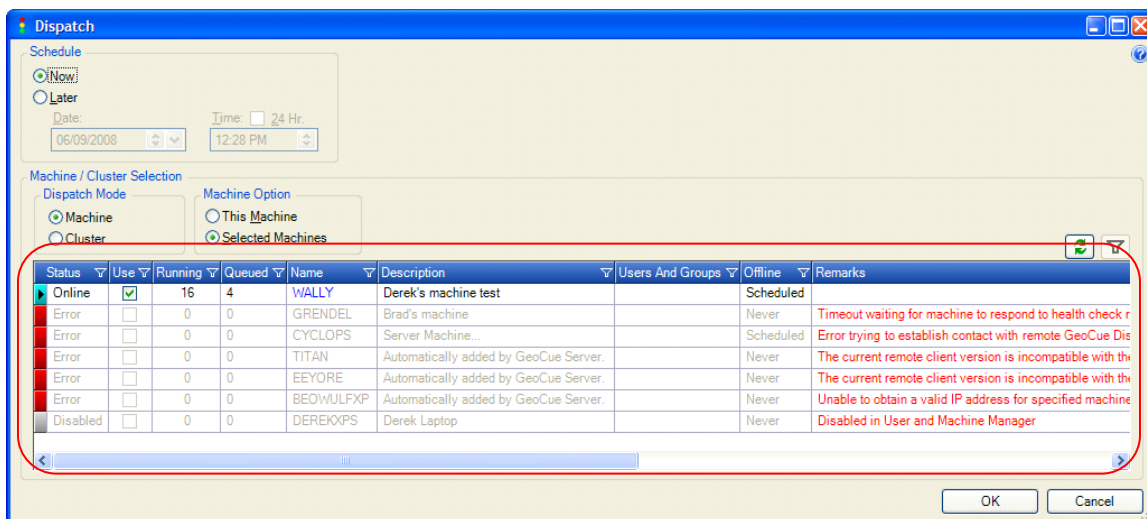 Dispatch
Schedule
Now
Later
Date: Time: 24 Hr.
06/09/2008 12:28 PM
Machine / Cluster Selection
Dispatch Mode Machine Option
Machine This Machine
Cluster Selected Machines
Status Use Running Queued Name Description Users And Groups Offline Remarks
Online 16 4 WALLY Derek's machine test Scheduled
Error 0 0 GRENDEL Brad's machine Never Timeout waiting for machine to respond to health check r
Error 0 0 CYCLOPS Server Machine... Scheduled Error trying to establish contact with remote GeoCue Dis
Error 0 0 TITAN Automatically added by GeoCue Server. Never The current remote client version is incompatible with the
Error 0 0 EEYORE Automatically added by GeoCue Server. Never The current remote client version is incompatible with the
Error 0 0 BEOWULFXP Automatically added by GeoCue Server. Never Unable to obtain a valid IP address for specified machine
Disabled 0 0 DEREKXPS Derek Laptop Never Disabled in User and Machine Manager
OK Cancel